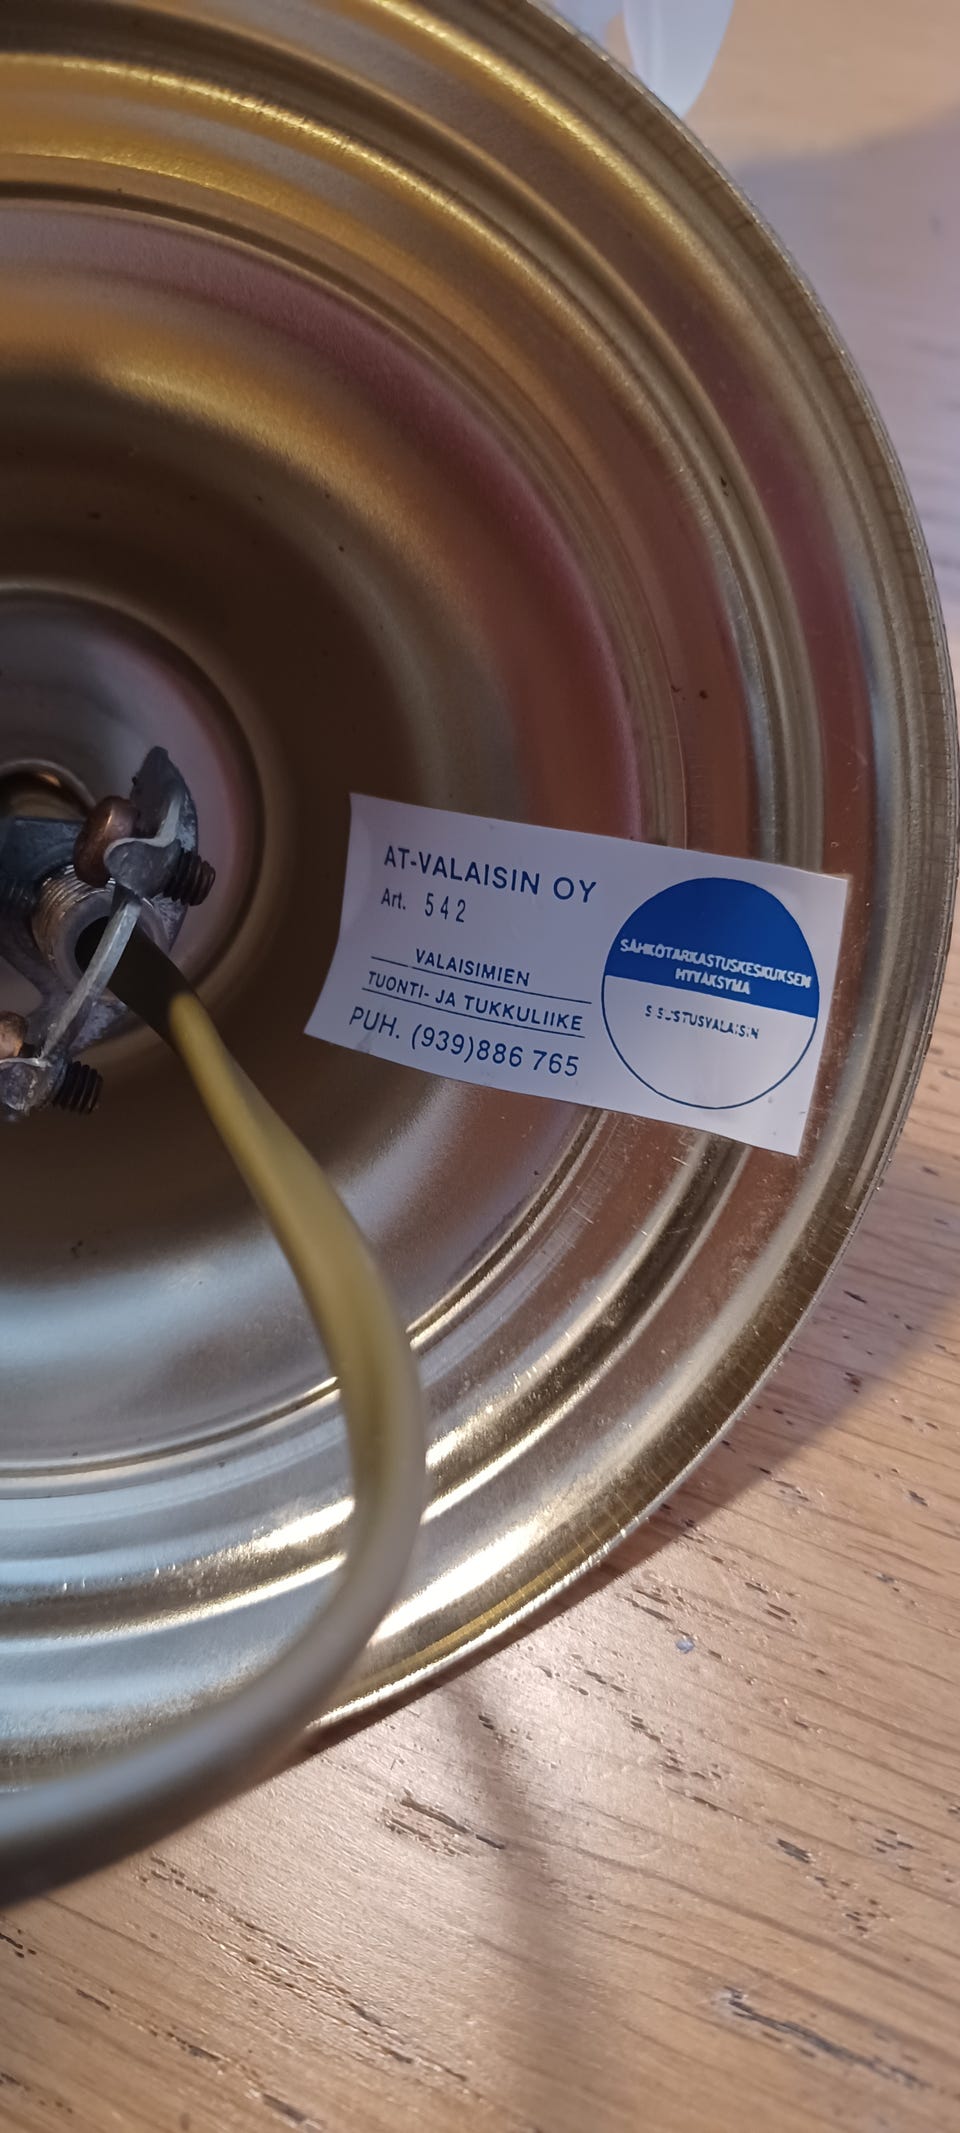 AT-VALAISIN OY
Art. 542
VALAISIMIEN
TUONTI- JA TUKKULIIKE
PUH. (939)886 765
SÄHKÖTARKASTUSKESKUKSEN
HYVÄKSYMÄ
SISUSTUSVALAISIN